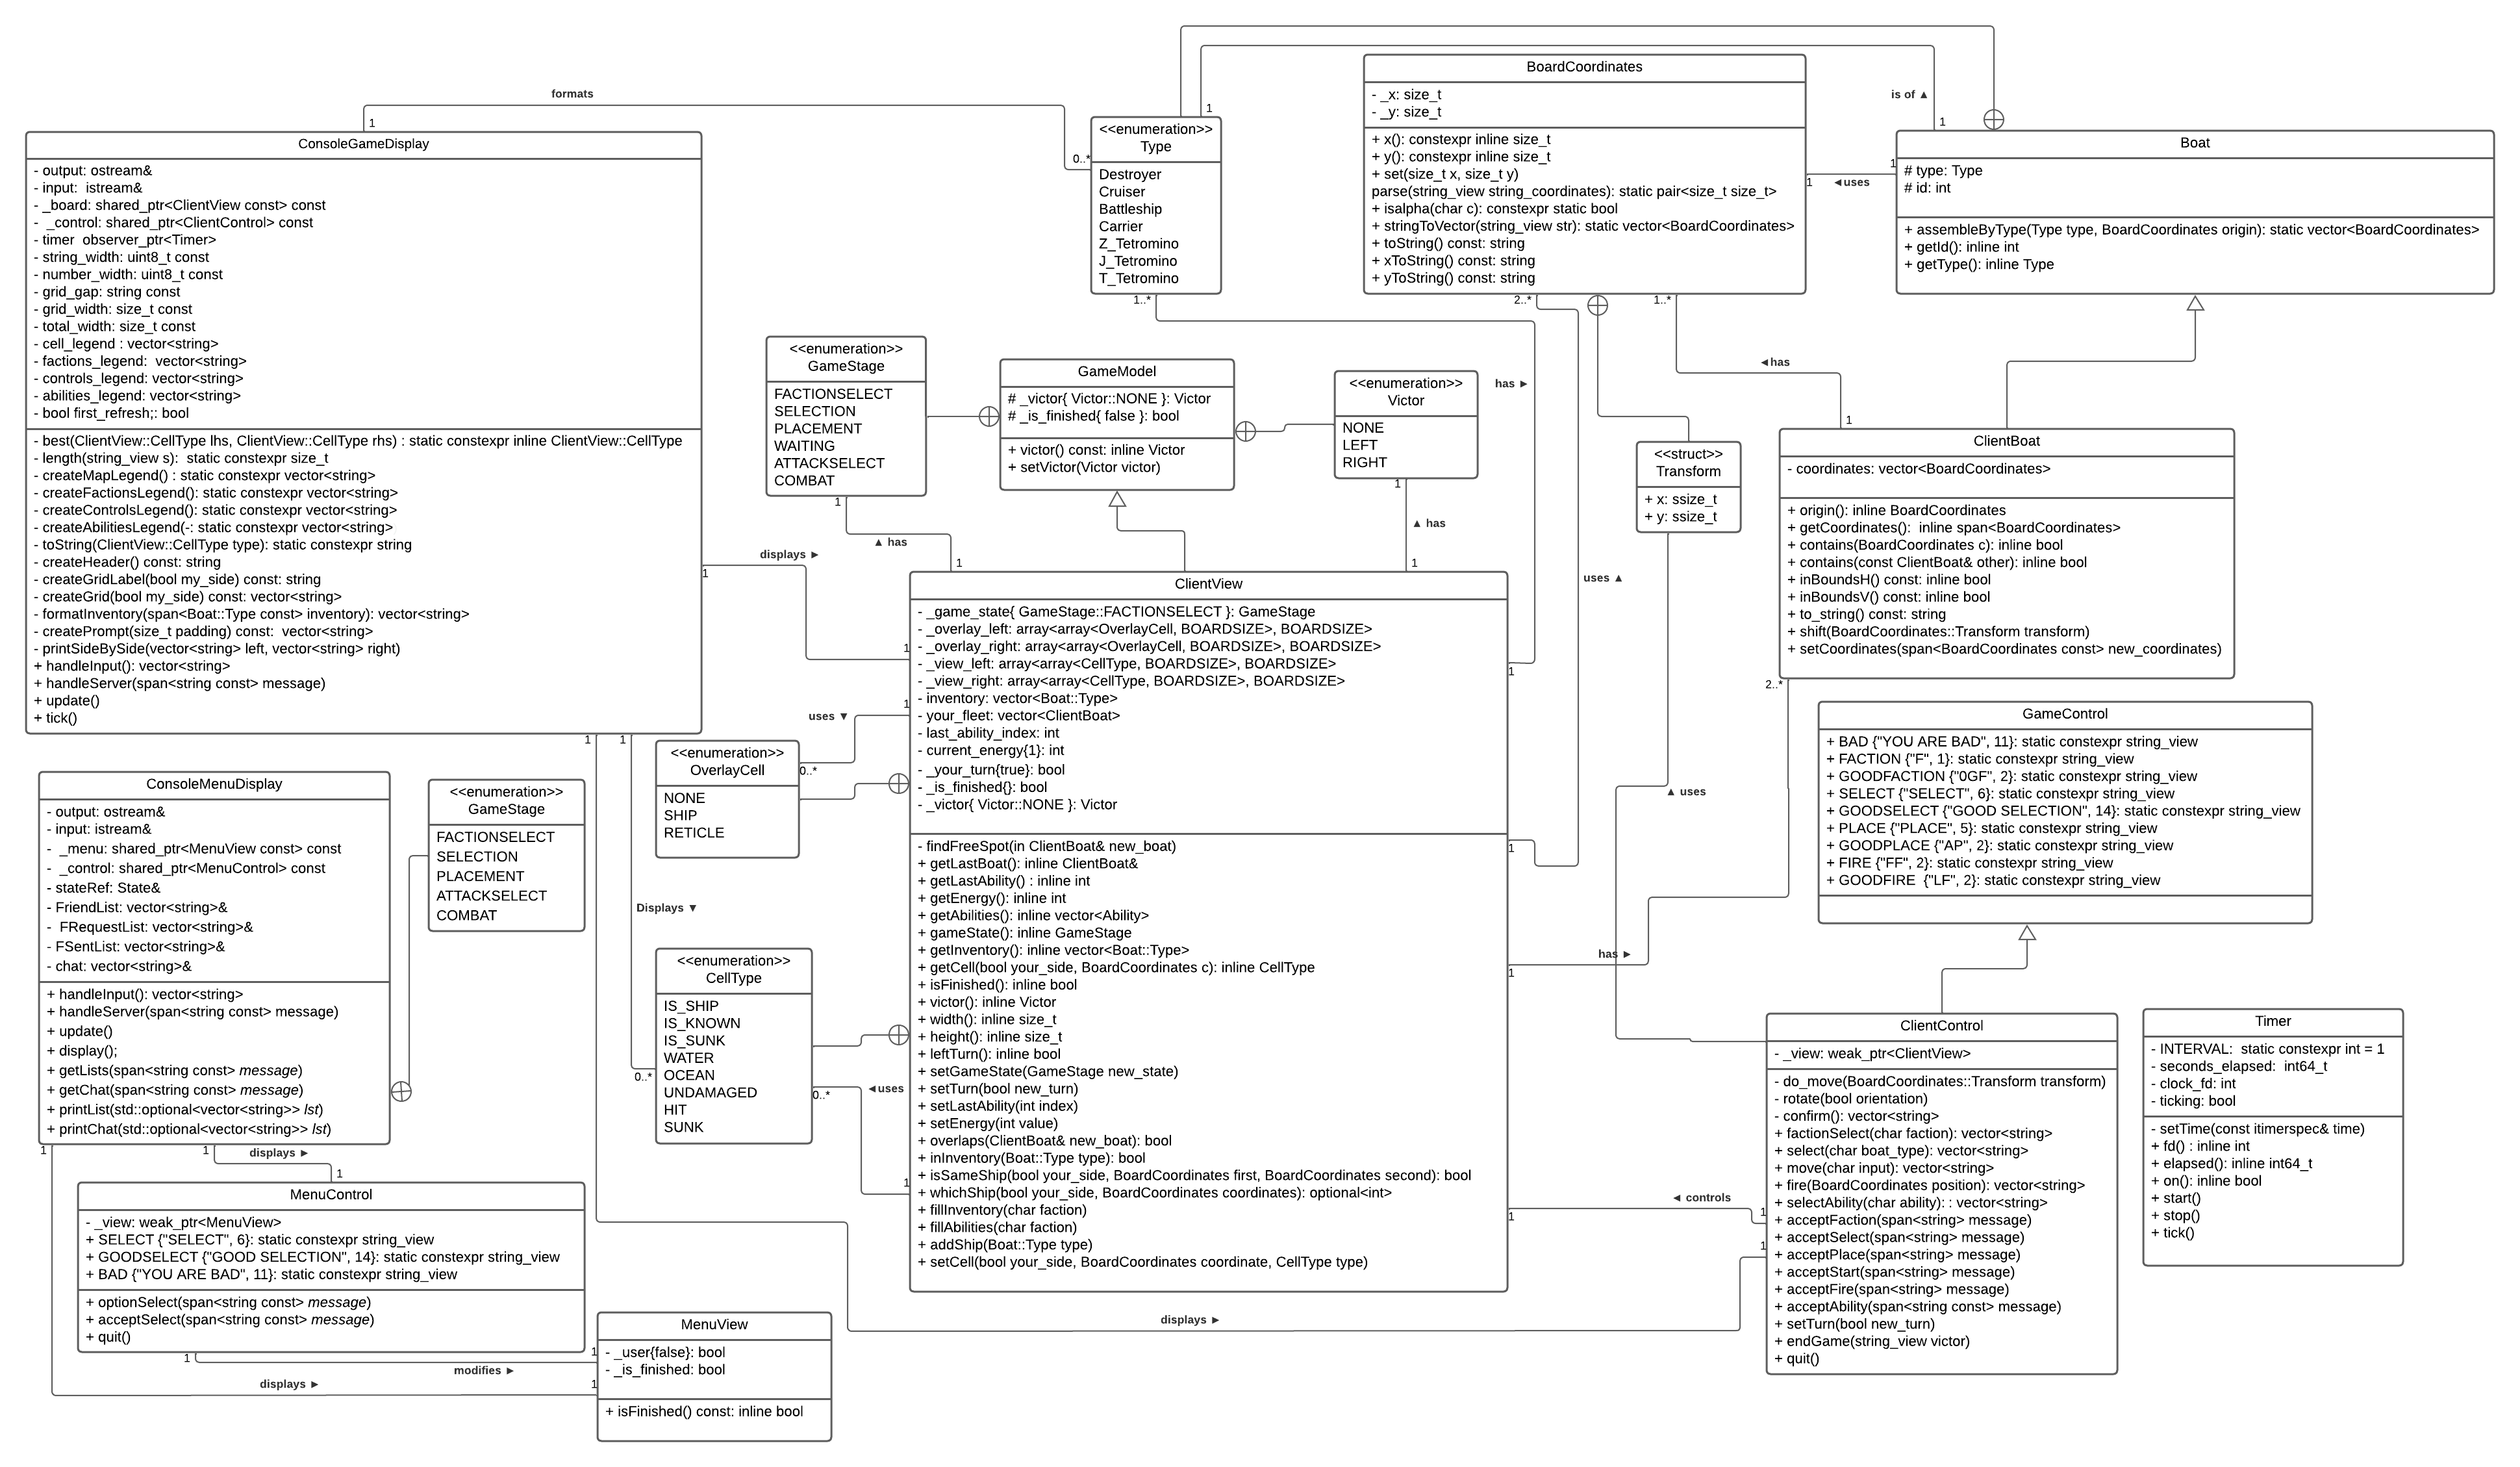 formats
1
0..*
ConsoleGameDisplay
- output: ostream&
- input:  istream&
- _board: shared_ptr<ClientView const> const
-  _control: shared_ptr<ClientControl> const
- timer  observer_ptr<Timer>
- string_width: uint8_t const
- number_width: uint8_t const
- grid_gap: string const
- grid_width: size_t const
- total_width: size_t const
- cell_legend : vector<string>
- factions_legend:  vector<string>
- controls_legend: vector<string>
- abilities_legend: vector<string>
- bool first_refresh;: bool
- best(ClientView::CellType lhs, ClientView::CellType rhs) : static constexpr inline ClientView::CellType
- length(string_view s):  static constexpr size_t
- createMapLegend() : static constexpr vector<string>
- createFactionsLegend(): static constexpr vector<string>
- createControlsLegend(): static constexpr vector<string>
- createAbilitiesLegend(-: static constexpr vector<string>
- toString(ClientView::CellType type): static constexpr string
- createHeader() const: string
- createGridLabel(bool my_side) const: string
- createGrid(bool my_side) const: vector<string>
- formatInventory(span<Boat::Type const> inventory): vector<string>
- createPrompt(size_t padding) const:  vector<string>
- printSideBySide(vector<string> left, vector<string> right)
+ handleInput(): vector<string>
+ handleServer(span<string const> message)
+ update()
+ tick()
1
<<enumeration>>
Type
Destroyer
Cruiser
Battleship
Carrier
Z_Tetromino
J_Tetromino
T_Tetromino
1..*
BoardCoordinates
- _x: size_t
- _y: size_t
+ x(): constexpr inline size_t
+ y(): constexpr inline size_t
+ set(size_t x, size_t y)
parse(string_view string_coordinates): static pair<size_t size_t>
+ isalpha(char c): constexpr static bool
+ stringToVector(string_view str): static vector<BoardCoordinates>
+ toString() const: string
+ xToString() const: string
+ yToString() const: string
2..*
1..*
is of ▲
1
1
1
◄uses
Boat
# type: Type
# id: int
+ assembleByType(Type type, BoardCoordinates origin): static vector<BoardCoordinates>
+ getId(): inline int
+ getType(): inline Type
<<enumeration>>
GameStage
FACTIONSELECT
SELECTION
PLACEMENT
WAITING
ATTACKSELECT
COMBAT
1
▲ has
1
GameModel
# _victor{ Victor::NONE }: Victor
# _is_finished{ false }: bool
+ victor() const: inline Victor
+ setVictor(Victor victor)
<<enumeration>>
Victor
NONE
LEFT
RIGHT
1
▲ has
1
has ►
uses ▲
<<struct>>
Transform
+ x: ssize_t
+ y: ssize_t
▲ uses
◄has
1
ClientBoat
- coordinates: vector<BoardCoordinates>
+ origin(): inline BoardCoordinates
+ getCoordinates():  inline span<BoardCoordinates>
+ contains(BoardCoordinates c): inline bool
+ contains(const ClientBoat& other): inline bool
+ inBoundsH() const: inline bool
+ inBoundsV() const: inline bool
+ to_string() const: string
+ shift(BoardCoordinates::Transform transform)
+ setCoordinates(span<BoardCoordinates const> new_coordinates)
2..*
displays ►
1
1
ClientView
- _game_state{ GameStage::FACTIONSELECT }: GameStage
- _overlay_left: array<array<OverlayCell, BOARDSIZE>, BOARDSIZE>
- _overlay_right: array<array<OverlayCell, BOARDSIZE>, BOARDSIZE>
- _view_left: array<array<CellType, BOARDSIZE>, BOARDSIZE>
- _view_right: array<array<CellType, BOARDSIZE>, BOARDSIZE>
- inventory: vector<Boat::Type>
- your_fleet: vector<ClientBoat>
- last_ability_index: int
- current_energy{1}: int
- _your_turn{true}: bool
- _is_finished{}: bool
- _victor{ Victor::NONE }: Victor
- findFreeSpot(in ClientBoat& new_boat)
+ getLastBoat(): inline ClientBoat&
+ getLastAbility() : inline int
+ getEnergy(): inline int
+ getAbilities(): inline vector<Ability>
+ gameState(): inline GameStage
+ getInventory(): inline vector<Boat::Type>
+ getCell(bool your_side, BoardCoordinates c): inline CellType
+ isFinished(): inline bool
+ victor(): inline Victor
+ width(): inline size_t
+ height(): inline size_t
+ leftTurn(): inline bool
+ setGameState(GameStage new_state)
+ setTurn(bool new_turn)
+ setLastAbility(int index)
+ setEnergy(int value)
+ overlaps(ClientBoat& new_boat): bool
+ inInventory(Boat::Type type): bool
+ isSameShip(bool your_side, BoardCoordinates first, BoardCoordinates second): bool
+ whichShip(bool your_side, BoardCoordinates coordinates): optional<int>
+ fillInventory(char faction)
+ fillAbilities(char faction)
+ addShip(Boat::Type type)
+ setCell(bool your_side, BoardCoordinates coordinate, CellType type)
1
1
1
has ►
1
◄ controls
1
1
displays ►
uses ▼
1
0..*
<<enumeration>>
OverlayCell
NONE
SHIP
RETICLE
1
1
Displays ▼
0..*
<<enumeration>>
CellType
IS_SHIP
IS_KNOWN
IS_SUNK
WATER
OCEAN
UNDAMAGED
HIT
SUNK
◄uses
0..*
1
GameControl
+ BAD {"YOU ARE BAD", 11}: static constexpr string_view
+ FACTION {"F", 1}: static constexpr string_view
+ GOODFACTION {"0GF", 2}: static constexpr string_view
+ SELECT {"SELECT", 6}: static constexpr string_view
+ GOODSELECT {"GOOD SELECTION", 14}: static constexpr string_view
+ PLACE {"PLACE", 5}: static constexpr string_view
+ GOODPLACE {"AP", 2}: static constexpr string_view
+ FIRE {"FF", 2}: static constexpr string_view
+ GOODFIRE  {"LF", 2}: static constexpr string_view
ClientControl
- _view: weak_ptr<ClientView>
- do_move(BoardCoordinates::Transform transform)
- rotate(bool orientation)
- confirm(): vector<string>
+ factionSelect(char faction): vector<string>
+ select(char boat_type): vector<string>
+ move(char input): vector<string>
+ fire(BoardCoordinates position): vector<string>
+ selectAbility(char ability): : vector<string>
+ acceptFaction(span<string> message)
+ acceptSelect(span<string> message)
+ acceptPlace(span<string> message)
+ acceptStart(span<string> message)
+ acceptFire(span<string> message)
+ acceptAbility(span<string const> message)
+ setTurn(bool new_turn)
+ endGame(string_view victor)
+ quit()
Timer
- INTERVAL:  static constexpr int = 1
- seconds_elapsed:  int64_t
- clock_fd: int
- ticking: bool
- setTime(const itimerspec& time)
+ fd() : inline int
+ elapsed(): inline int64_t
+ on(): inline bool
+ start()
+ stop()
+ tick()
ConsoleMenuDisplay
- output: ostream&
- input: istream&
-  _menu: shared_ptr<MenuView const> const
-  _control: shared_ptr<MenuControl> const
- stateRef: State&
- FriendList: vector<string>&
-  FRequestList: vector<string>&
- FSentList: vector<string>&
- chat: vector<string>&
+ handleInput(): vector<string>
+ handleServer(span<string const> message)
+ update()
+ display();
+ getLists(span<string const> message)
+ getChat(span<string const> message)
+ printList(std::optional<vector<string>> lst)
+ printChat(std::optional<vector<string>> lst)
<<enumeration>>
GameStage
FACTIONSELECT
SELECTION
PLACEMENT
ATTACKSELECT
COMBAT
1
1
displays ►
1
MenuControl
- _view: weak_ptr<MenuView>
+ SELECT {"SELECT", 6}: static constexpr string_view
+ GOODSELECT {"GOOD SELECTION", 14}: static constexpr string_view
+ BAD {"YOU ARE BAD", 11}: static constexpr string_view
+ optionSelect(span<string const> message)
+ acceptSelect(span<string const> message)
+ quit()
1
modifies ►
1
displays ►
1
MenuView
- _user{false}: bool
- _is_finished: bool
+ isFinished() const: inline bool